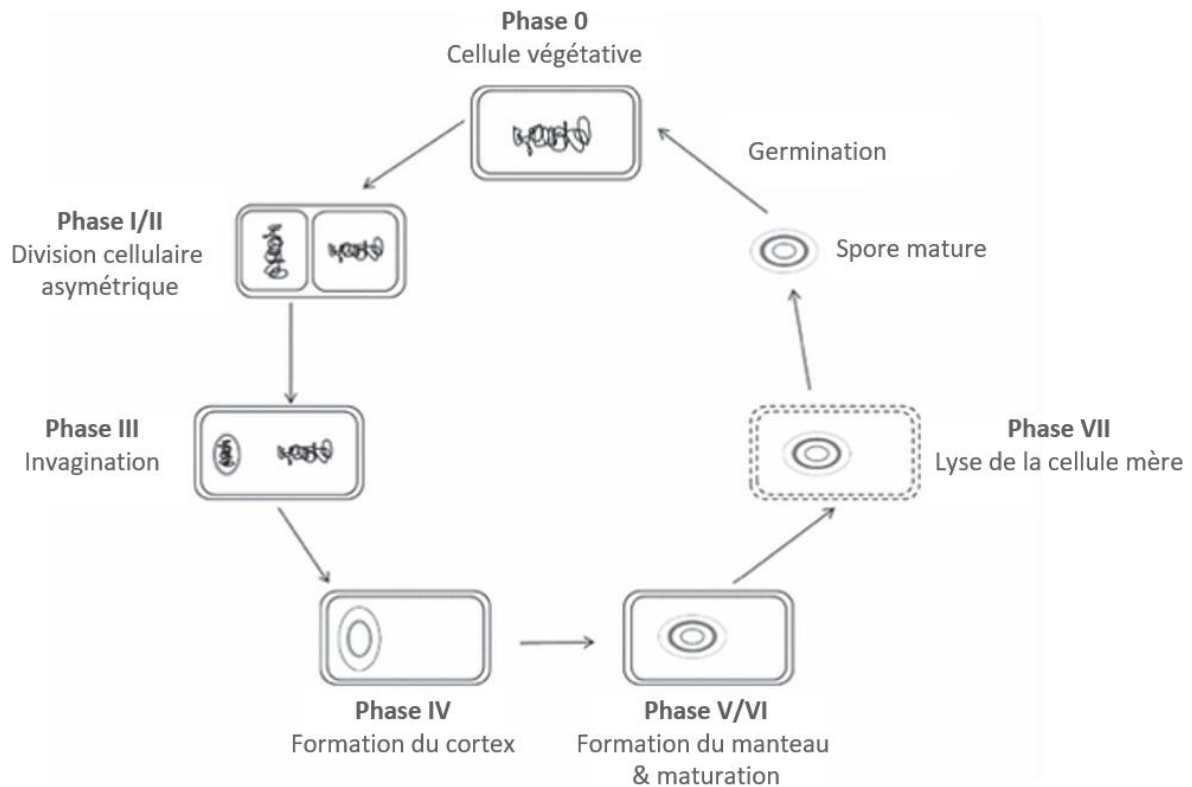 Phase 0
Cellule végétative
Germination
Phase I/II
Division cellulaire
asymétrique
Spore mature
Phase III
Invagination
Phase VII
Lyse de la cellule mère
Phase IV
Formation du cortex
Phase V/VI
Formation du manteau
& maturation